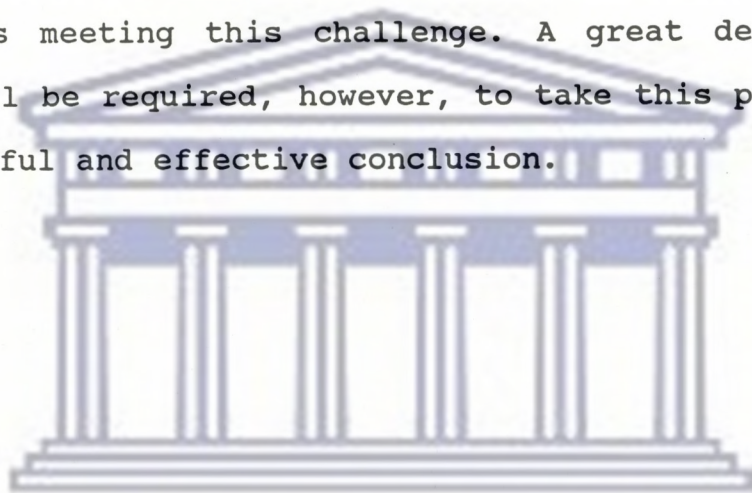 s meeting this challenge. A great de
l be required, however, to take this p
ful and effective conclusion.